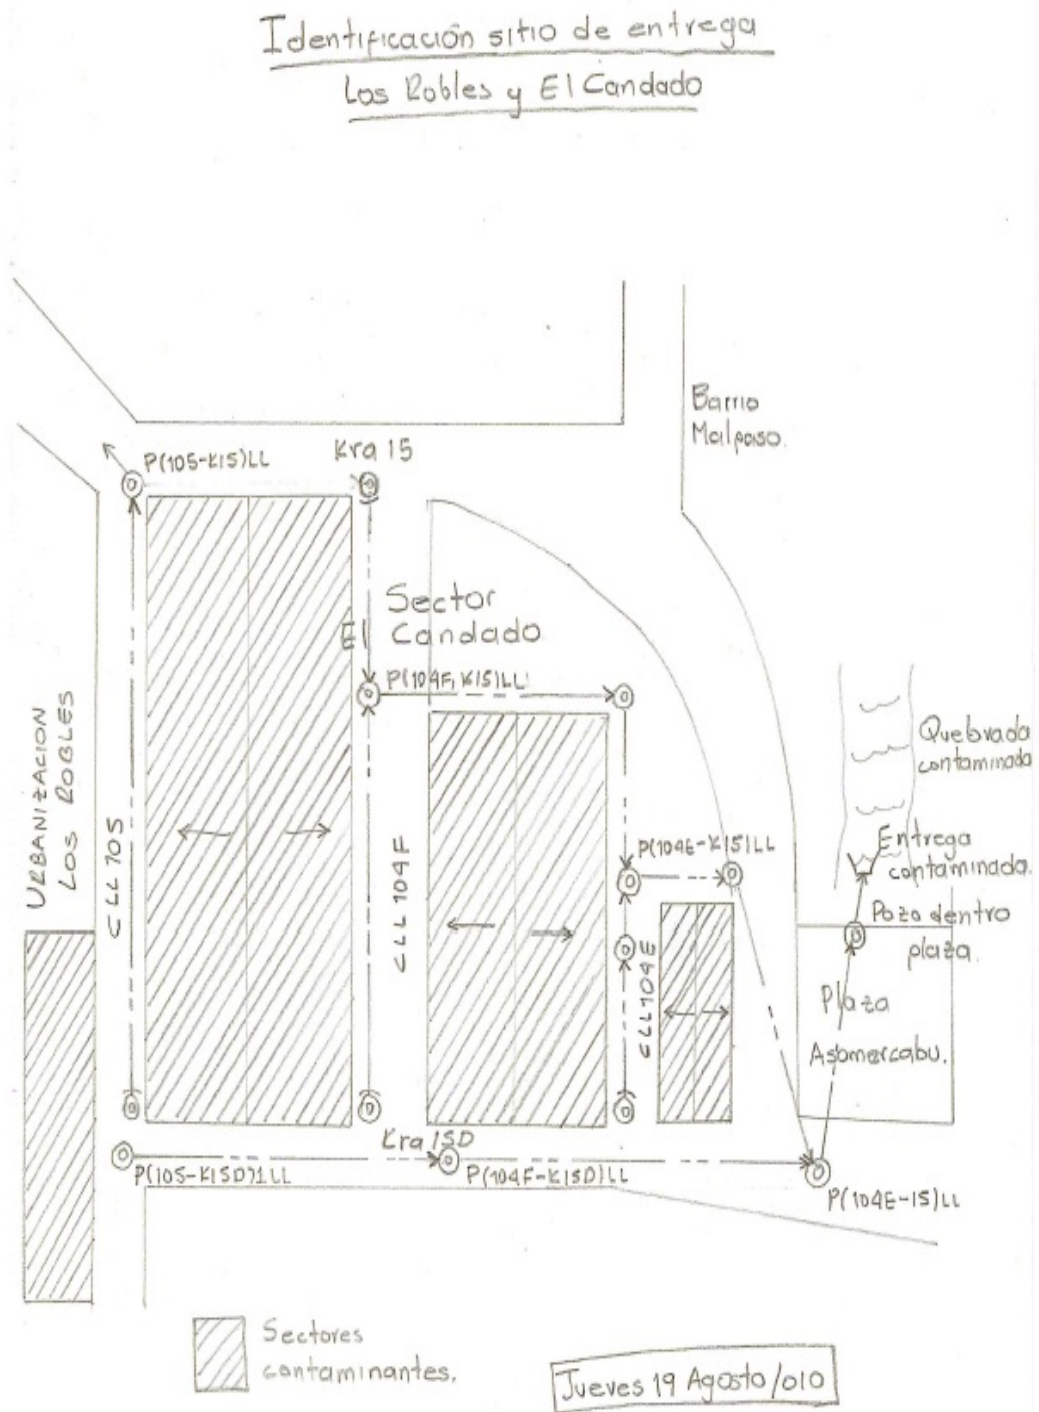 Identificación sitio de entrega
Los Robles y El Candado
Barrio
Malpaso.
P(105-K15)LL
Kra 15
Sector
El Candado
P(104F, K15)LL
URBANIZACION
LOS ROBLES
CLL 105
CLL 104F
P(104E-K15)LL
CLL 104E
Quebrada
contaminada
Entrega
contaminada.
Pozo dentro
plaza.
Plaza
Asomercabu.
Kra 15D
P(105-K15D)1LL
P(104F-K15D)LL
P(104E-15)LL
Sectores
contaminantes.
Jueves 19 Agosto/010